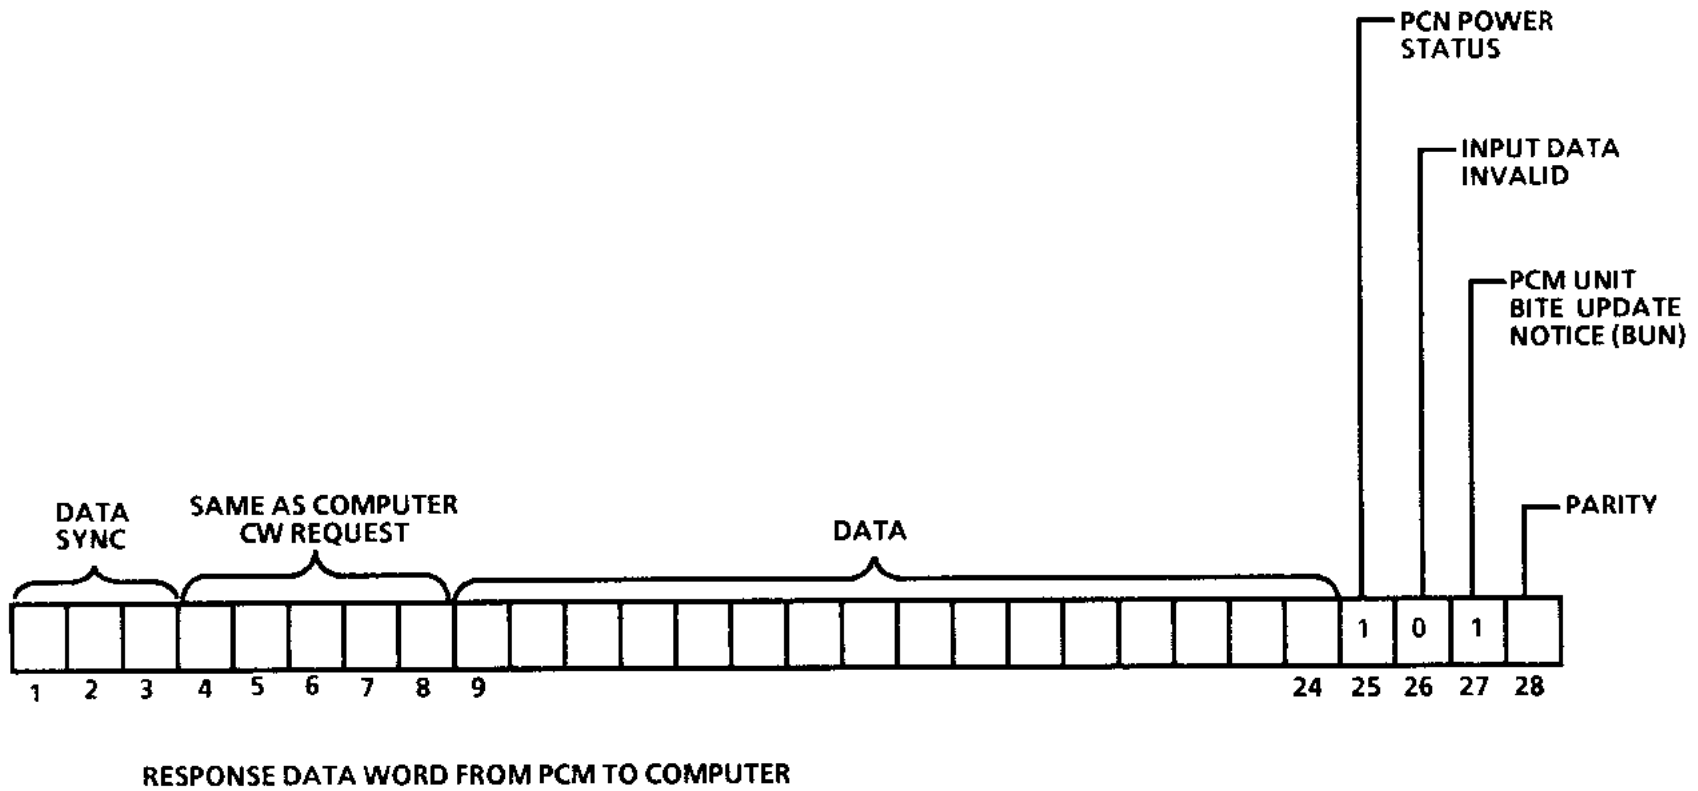 PCN POWER
STATUS
INPUT DATA
INVALID
PCM UNIT
BITE UPDATE
NOTICE (BUN)
PARITY
DATA
SYNC
SAME AS COMPUTER
CW REQUEST
DATA
1 0 1
1 2 3 4 5 6 7 8 9 24 25 26 27 28
RESPONSE DATA WORD FROM PCM TO COMPUTER